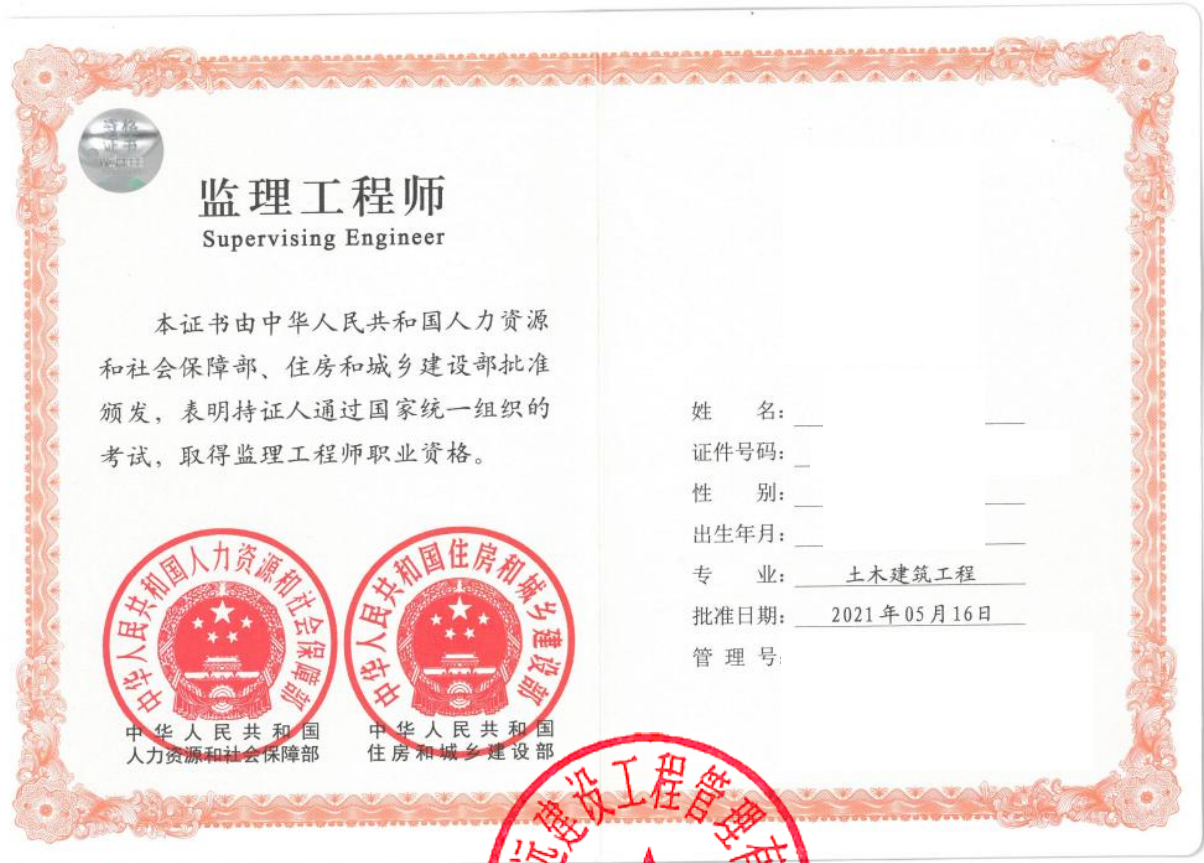 资格
证书
监理工程师
Supervising Engineer
本证书由中华人民共和国人力资源
和社会保障部、住房和城乡建设部批准
颁发，表明持证人通过国家统一组织的
考试，取得监理工程师职业资格。
中华人民共和国人力资源和社会保障部
中华人民共和国住房和城乡建设部
中华人民共和国
人力资源和社会保障部
中华人民共和国
住房和城乡建设部
姓 名：
证件号码：
性 别：
出生年月：
专 业：土木建筑工程
批准日期：2021年05月16日
管 理 号：
远建设工程管理有